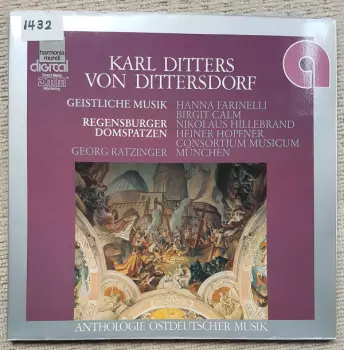 1432
harmonia
mundi
digital
KARL DITTERS
VON DITTERSDORF
GEISTLICHE MUSIK
REGENSBURGER
DOMSPATZEN
GEORG RATZINGER
HANNA FARINELLI
BIRGIT CALM
NIKOLAUS HILLEBRAND
HEINER HOPFNER
CONSORTIUM MUSICUM
MÜNCHEN
ANTHOLOGIE OSTDEUTSCHER MUSIK